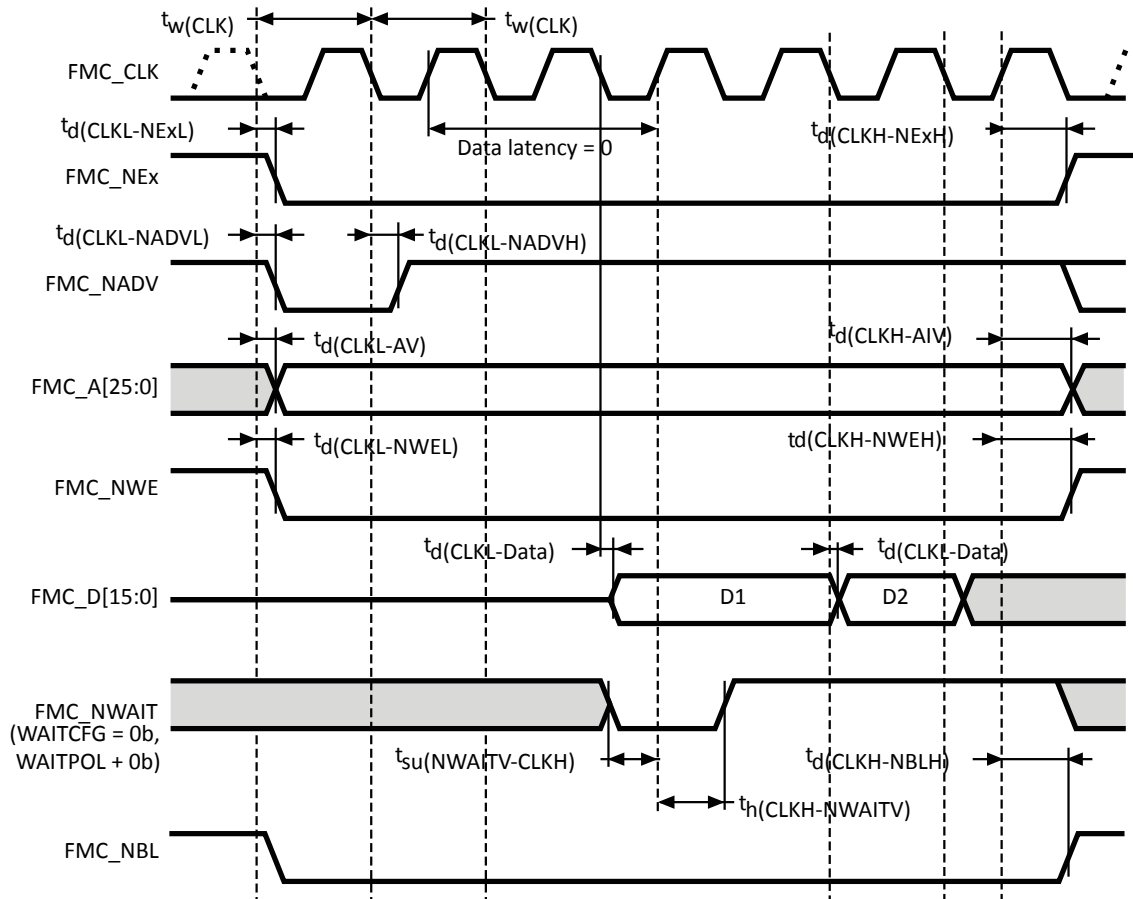 tw(CLK) tw(CLK)
FMC_CLK
td(CLKL-NExL) Data latency = 0 td(CLKH-NExH)
FMC_NEx
td(CLKL-NADVL) td(CLKL-NADVH)
FMC_NADV
td(CLKL-AV) td(CLKH-AIV)
FMC_A[25:0]
td(CLKL-NWEL) td(CLKH-NWEH)
FMC_NWE
td(CLKL-Data) td(CLKL-Data)
FMC_D[15:0] D1 D2
FMC_NWAIT
(WAITCFG = 0b,
WAITPOL + 0b) tsu(NWAITV-CLKH) td(CLKH-NBLH)
th(CLKH-NWAITV)
FMC_NBL